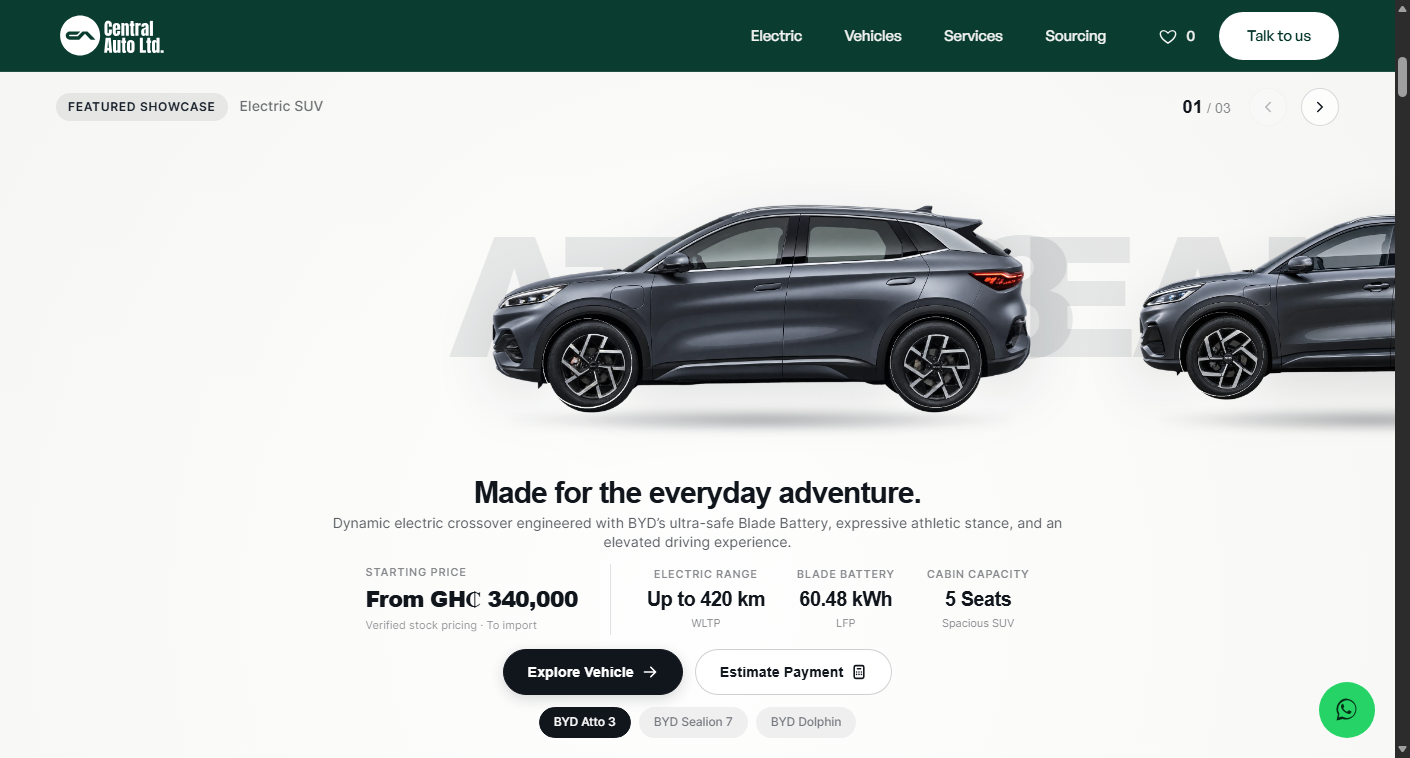 Central
Auto Ltd.
Electric
Vehicles
Services
Sourcing
0
Talk to us
FEATURED SHOWCASE
Electric SUV
01 / 03
Made for the everyday adventure.
Dynamic electric crossover engineered with BYD’s ultra-safe Blade Battery, expressive athletic stance, and an
elevated driving experience.
STARTING PRICE
From GH₵ 340,000
Verified stock pricing · To import
ELECTRIC RANGE
Up to 420 km
WLTP
BLADE BATTERY
60.48 kWh
LFP
CABIN CAPACITY
5 Seats
Spacious SUV
Explore Vehicle
Estimate Payment
BYD Atto 3
BYD Sealion 7
BYD Dolphin